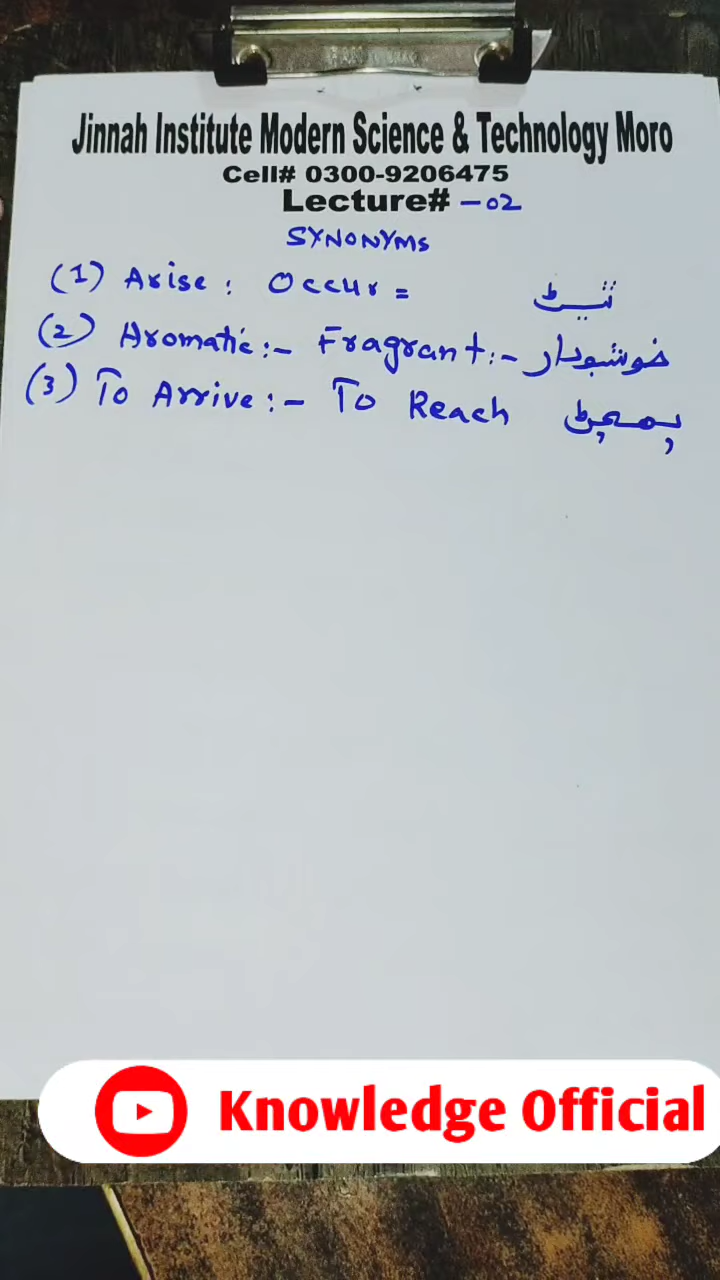 Jinnah Institute Modern Science & Technology Moro
Cell# 0300-9206475
Lecture# -02
SYNONYMS
(1) Arise : Occur =
(2) Aromatic :- Fragrant :- خوشبودار
(3) To Arrive :- To Reach
Knowledge Official